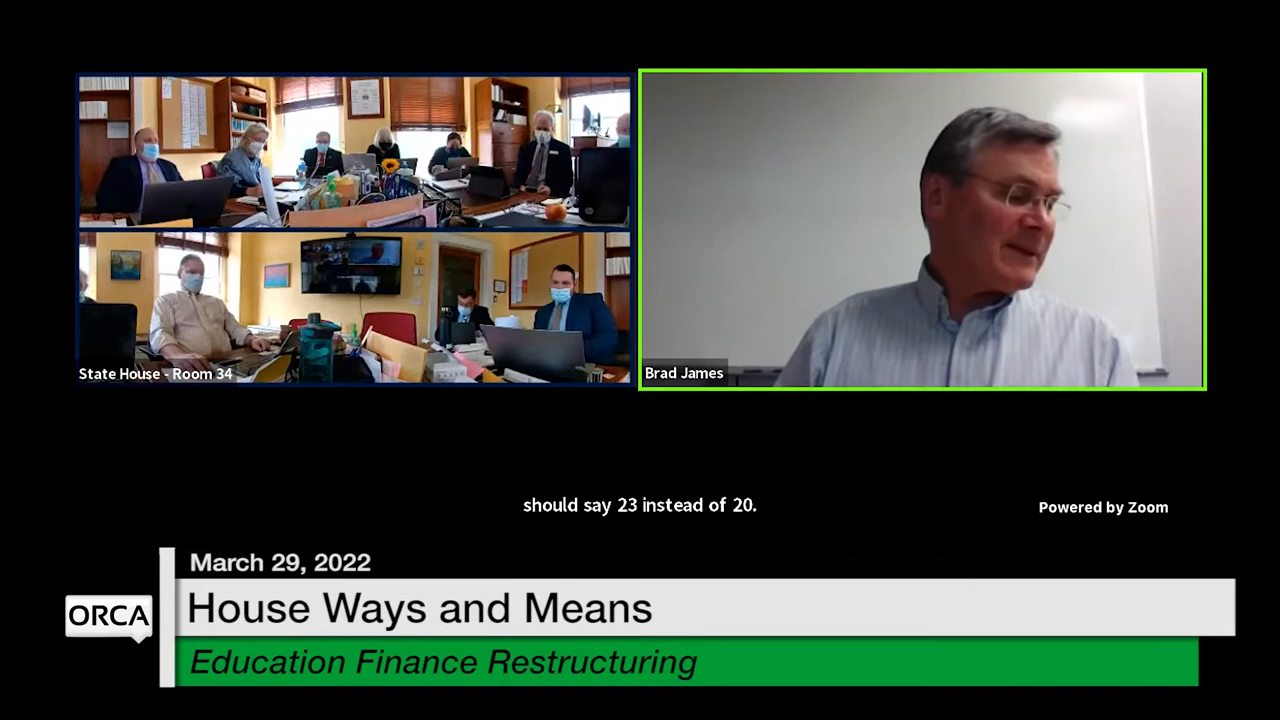 State House - Room 34
Brad James
should say 23 instead of 20.
Powered by Zoom
March 29, 2022
ORCA
House Ways and Means
Education Finance Restructuring